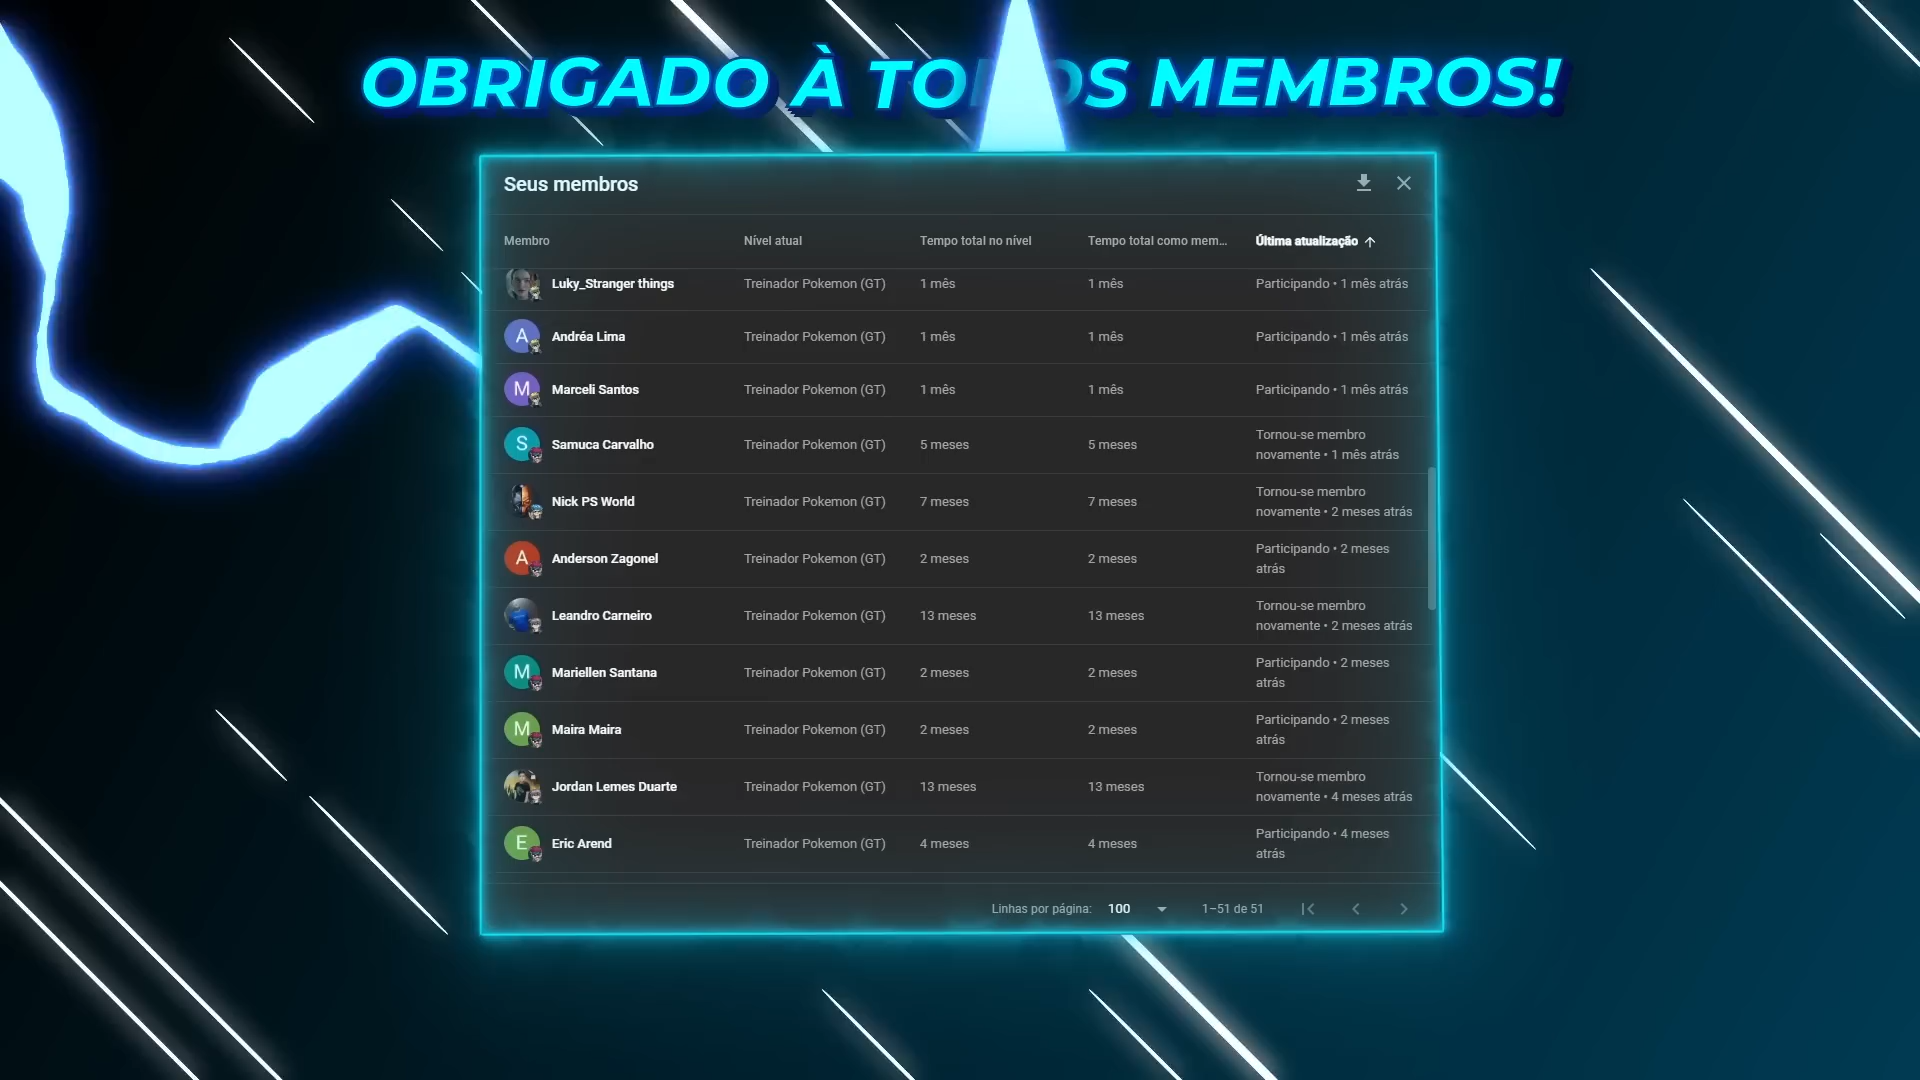 OBRIGADO À TODOS MEMBROS!
Seus membros
Membro Nível atual Tempo total no nível Tempo total como mem... Última atualização
Luky_Stranger things Treinador Pokemon (GT) 1 mês 1 mês Participando • 1 mês atrás
A Andréa Lima Treinador Pokemon (GT) 1 mês 1 mês Participando • 1 mês atrás
M Marceli Santos Treinador Pokemon (GT) 1 mês 1 mês Participando • 1 mês atrás
S Samuca Carvalho Treinador Pokemon (GT) 5 meses 5 meses Tornou-se membro
novamente • 1 mês atrás
Nick PS World Treinador Pokemon (GT) 7 meses 7 meses Tornou-se membro
novamente • 2 meses atrás
A Anderson Zagonel Treinador Pokemon (GT) 2 meses 2 meses Participando • 2 meses
atrás
Leandro Carneiro Treinador Pokemon (GT) 13 meses 13 meses Tornou-se membro
novamente • 2 meses atrás
M Mariellen Santana Treinador Pokemon (GT) 2 meses 2 meses Participando • 2 meses
atrás
M Maira Maira Treinador Pokemon (GT) 2 meses 2 meses Participando • 2 meses
atrás
Jordan Lemes Duarte Treinador Pokemon (GT) 13 meses 13 meses Tornou-se membro
novamente • 4 meses atrás
E Eric Arend Treinador Pokemon (GT) 4 meses 4 meses Participando • 4 meses
atrás
Linhas por página: 100 1–51 de 51